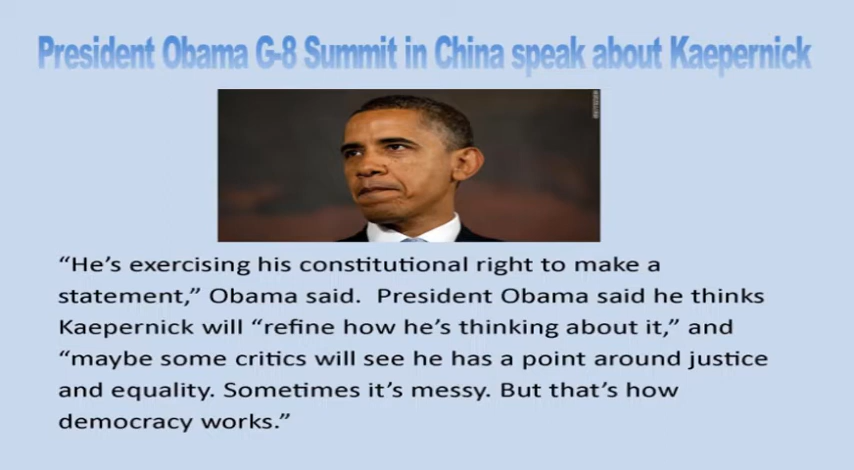 President Obama G-8 Summit in China speak about Kaepernick
“He’s exercising his constitutional right to make a
statement,” Obama said.  President Obama said he thinks
Kaepernick will “refine how he’s thinking about it,” and
“maybe some critics will see he has a point around justice
and equality. Sometimes it’s messy. But that’s how
democracy works.”